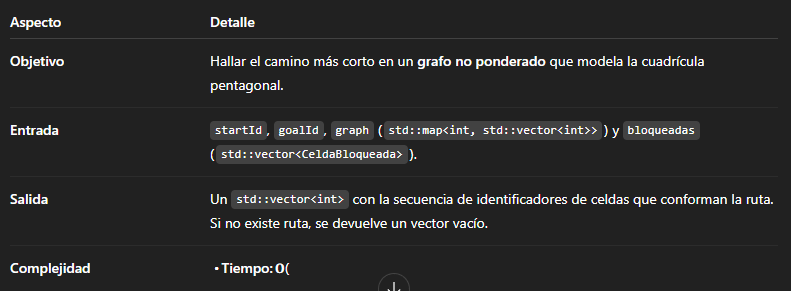 Aspecto Detalle
Objetivo Hallar el camino más corto en un grafo no ponderado que modela la cuadrícula
pentagonal.
Entrada startId, goalId, graph (std::map<int, std::vector<int>>) y bloqueadas
(std::vector<CeldaBloqueada>).
Salida Un std::vector<int> con la secuencia de identificadores de celdas que conforman la ruta.
Si no existe ruta, se devuelve un vector vacío.
Complejidad • Tiempo: O(